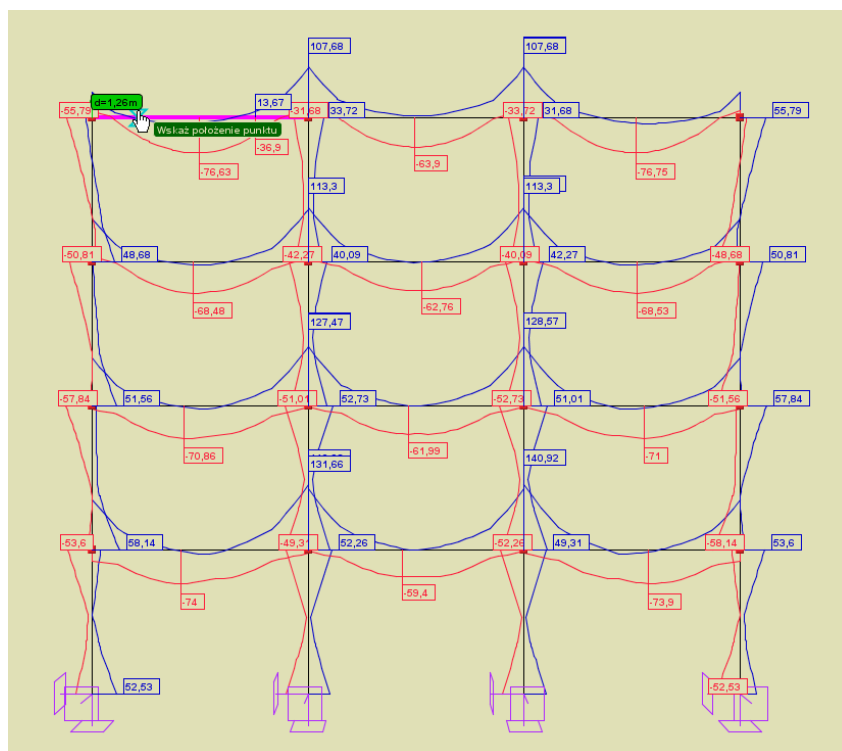 107,68 107,68
d=1,26m
-55,79 13,67 -31,68 33,72 -33,72 31,68 55,79
Wskaż położenie punktu
-36,9
-76,63 -63,9 -76,75
113,3 113,3
-50,81 48,68 -42,27 40,09 -40,09 42,27 -48,68 50,81
-68,48 -62,76 -68,53
127,47 128,57
-57,84 51,56 -51,01 52,73 -52,73 51,01 -51,56 57,84
-70,86 -61,99 -71
131,66 140,92
-53,6 58,14 -49,31 52,26 -52,26 49,31 -58,14 53,6
-74 -59,4 -73,9
52,53 -52,53